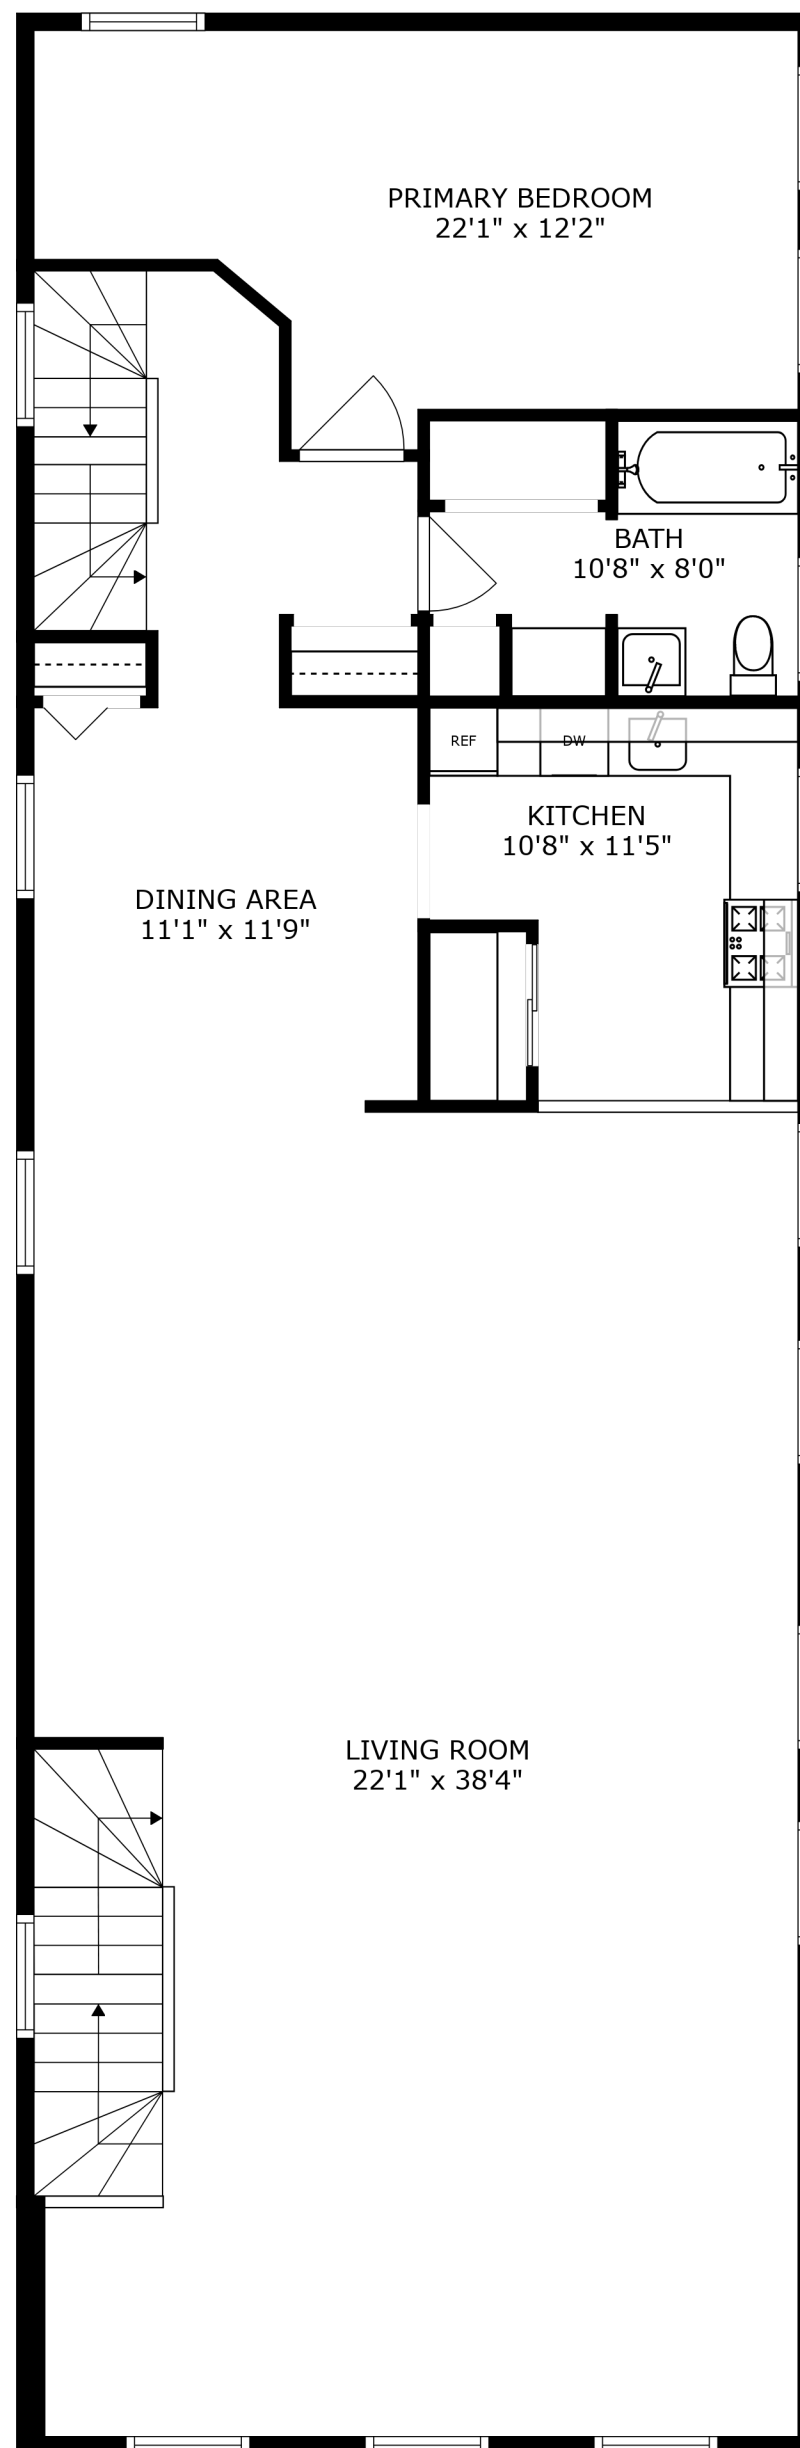 PRIMARY BEDROOM
22'1" x 12'2"
BATH
10'8" x 8'0"
REF
DW
KITCHEN
10'8" x 11'5"
DINING AREA
11'1" x 11'9"
LIVING ROOM
22'1" x 38'4"